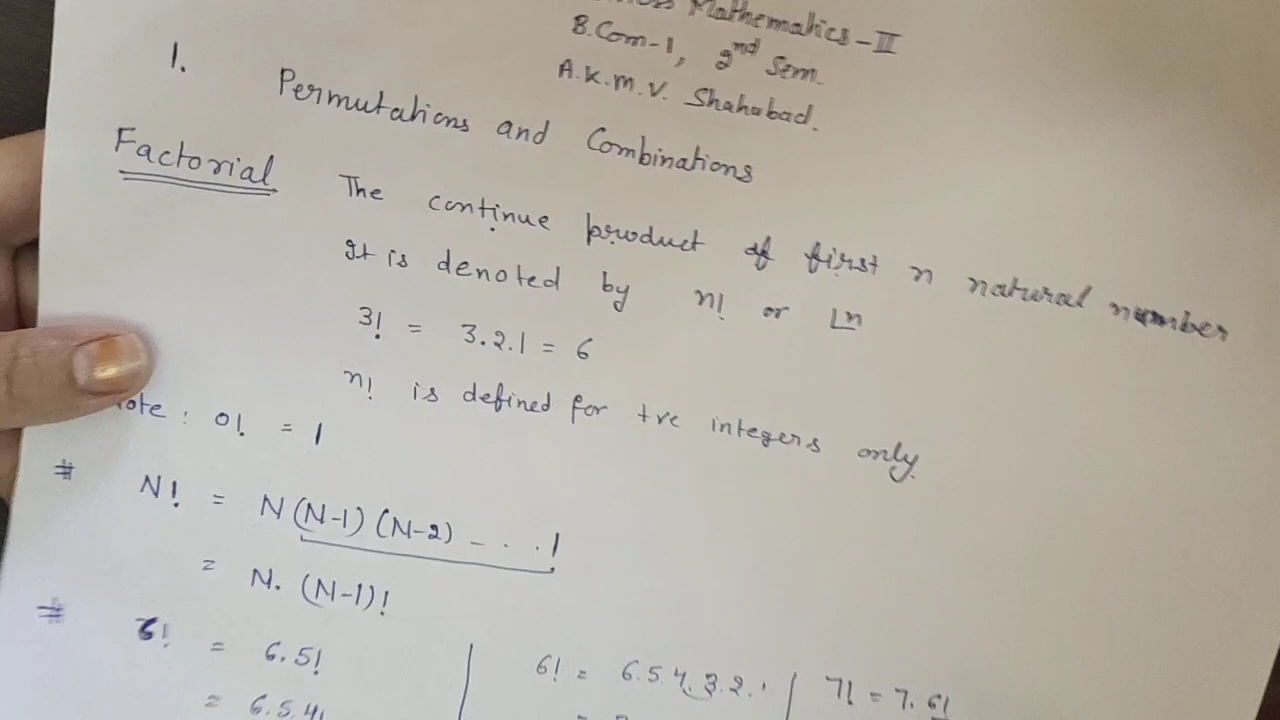 Mathematics-II
B.Com-1, 2nd Sem.
A.K.M.V. Shahabad.
1. Permutations and Combinations
Factorial The continue product of first n natural number
It is denoted by n! or |n
3! = 3.2.1 = 6
n! is defined for +ve integers only.
: 0! = 1
# N! = N(N-1)(N-2) - . . . 1
= N. (N-1)!
= 6! = 6.5! | 6! = 6.5.4.3.2.1 | 7! = 7.6!
= 6.5.4!